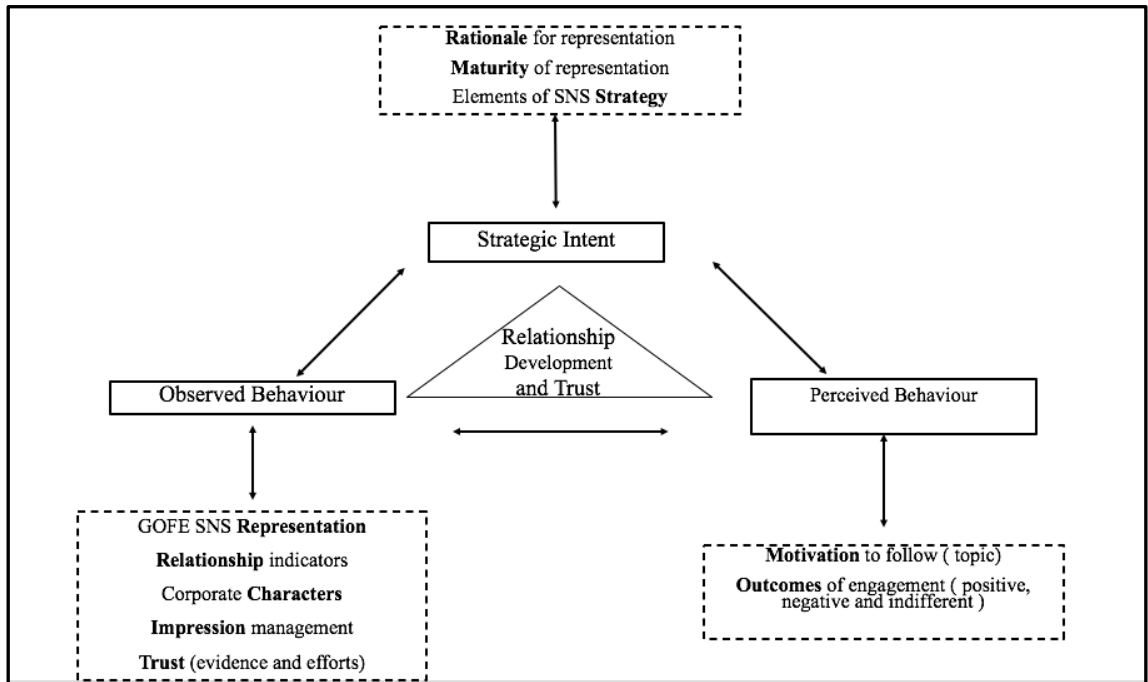 Rationale for representation
Maturity of representation
Elements of SNS Strategy
Strategic Intent
Relationship
Development
and Trust
Observed Behaviour
Perceived Behaviour
GOFE SNS Representation
Relationship indicators
Corporate Characters
Impression management
Trust (evidence and efforts)
Motivation to follow ( topic)
Outcomes of engagement ( positive,
negative and indifferent )